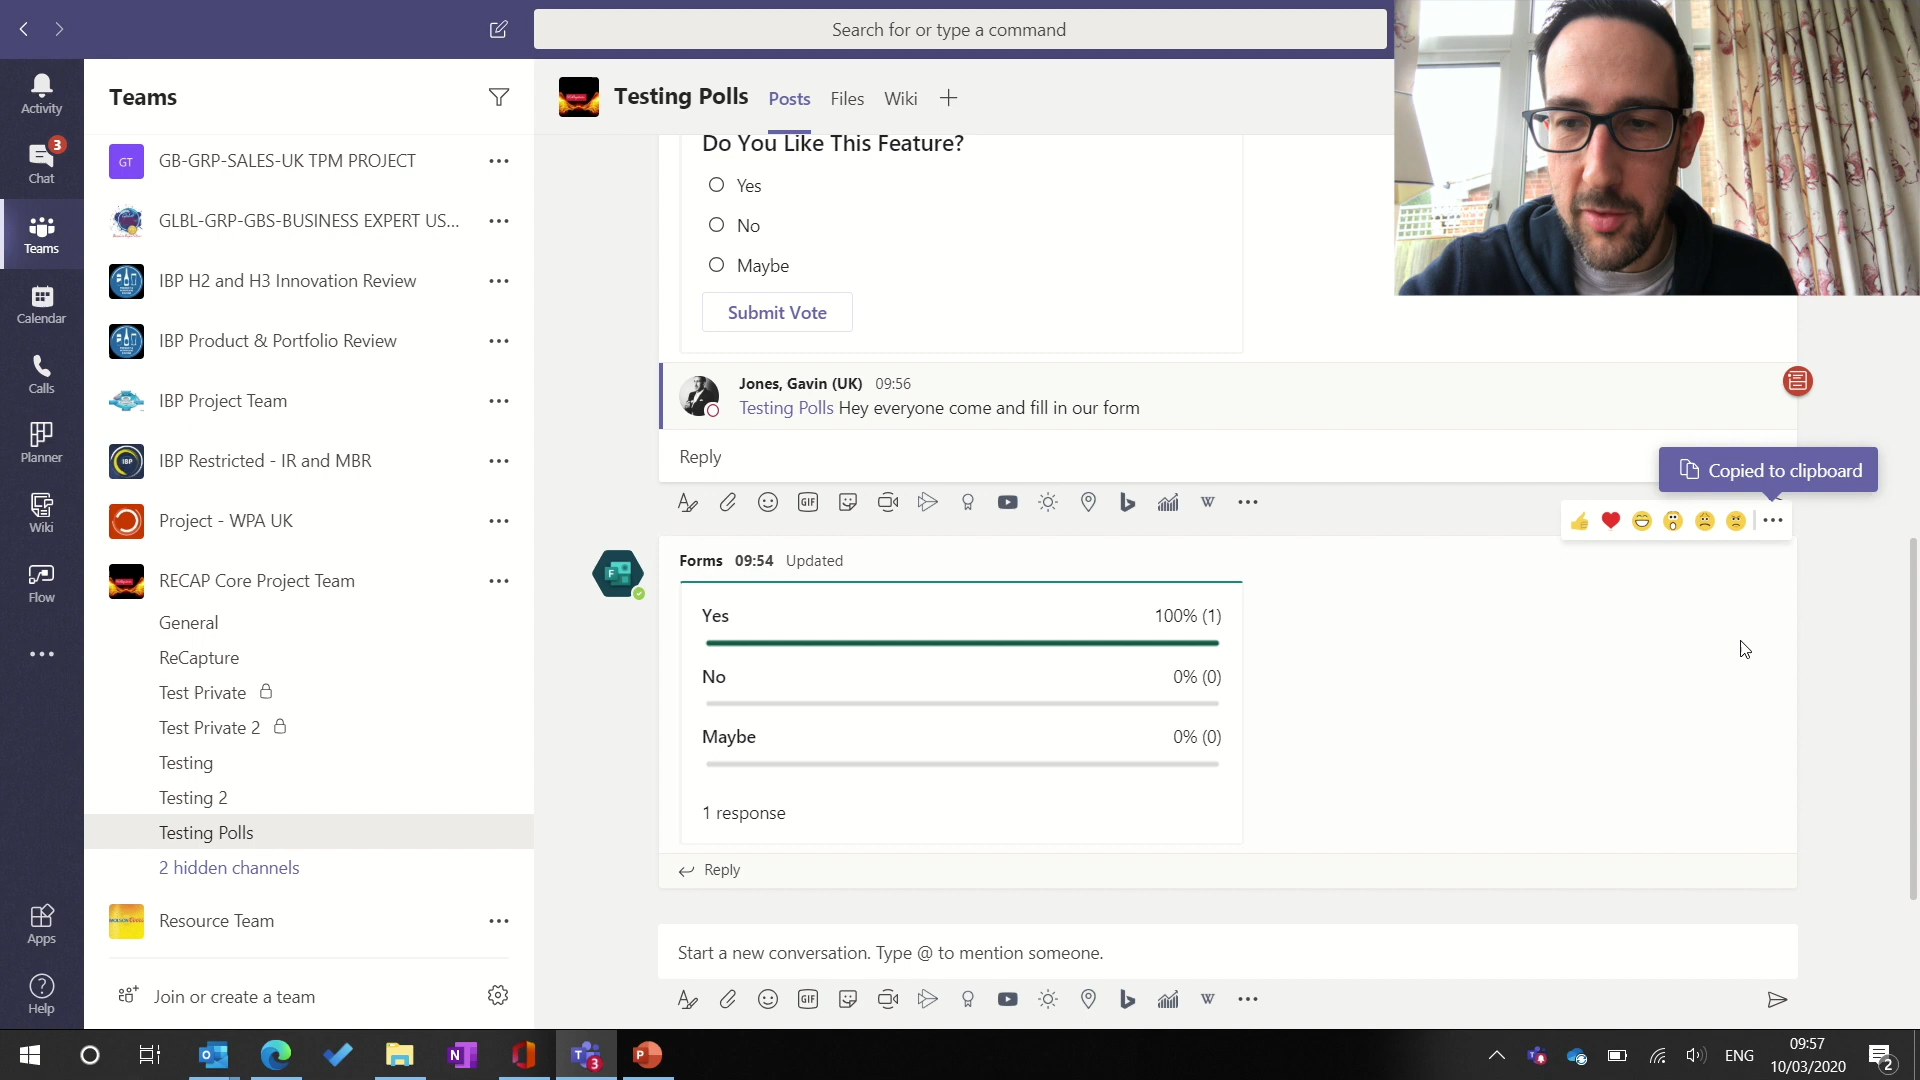 Search for or type a command
Activity
3
Chat
Teams
Calendar
Calls
Planner
Wiki
Flow
Apps
Help
Teams
GT
GB-GRP-SALES-UK TPM PROJECT
GLBL-GRP-GBS-BUSINESS EXPERT US...
IBP H2 and H3 Innovation Review
IBP Product & Portfolio Review
IBP Project Team
IBP
IBP Restricted - IR and MBR
Project - WPA UK
RECAP Core Project Team
General
ReCapture
Test Private
Test Private 2
Testing
Testing 2
Testing Polls
2 hidden channels
Resource Team
Join or create a team
Testing Polls
Posts
Files
Wiki
Do You Like This Feature?
Yes
No
Maybe
Submit Vote
Jones, Gavin (UK) 09:56
Testing Polls Hey everyone come and fill in our form
Reply
GIF
W
Copied to clipboard
F
Forms 09:54 Updated
Yes 100% (1)
No 0% (0)
Maybe 0% (0)
1 response
Reply
Start a new conversation. Type @ to mention someone.
GIF
W
O
N
T
3
P
ENG
09:57
10/03/2020
2